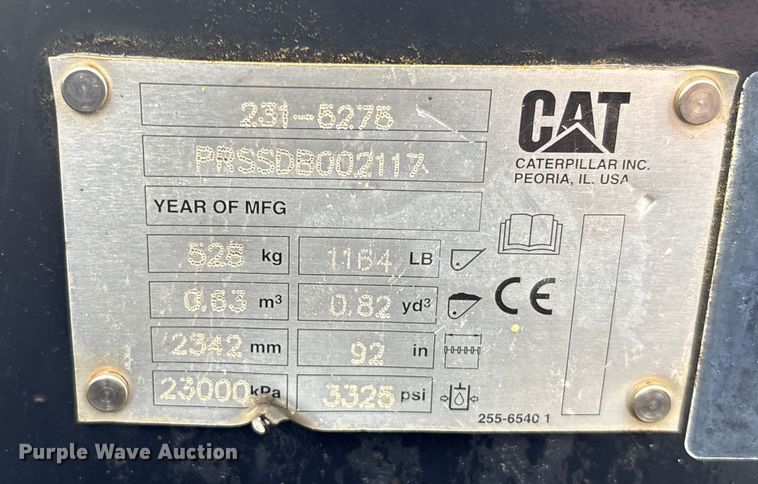 231-5275
PRSSDB002117
YEAR OF MFG
528 kg 1164 LB
0.63 m³ 0.82 yd³
2342 mm 92 in
23000 kPa 3325 psi
CAT
CATERPILLAR INC.
PEORIA, IL. USA
CE
255-6540 1
Purple Wave Auction